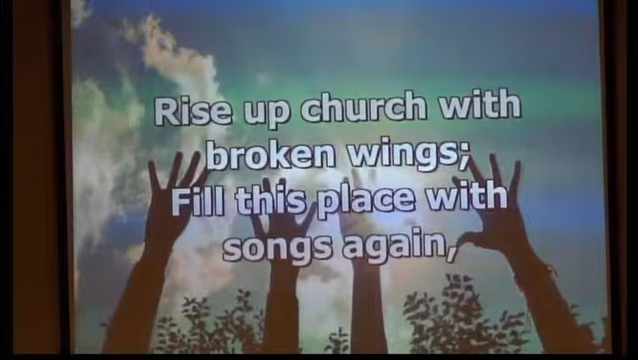 Rise up church with
broken wings;
Fill this place with
songs again,